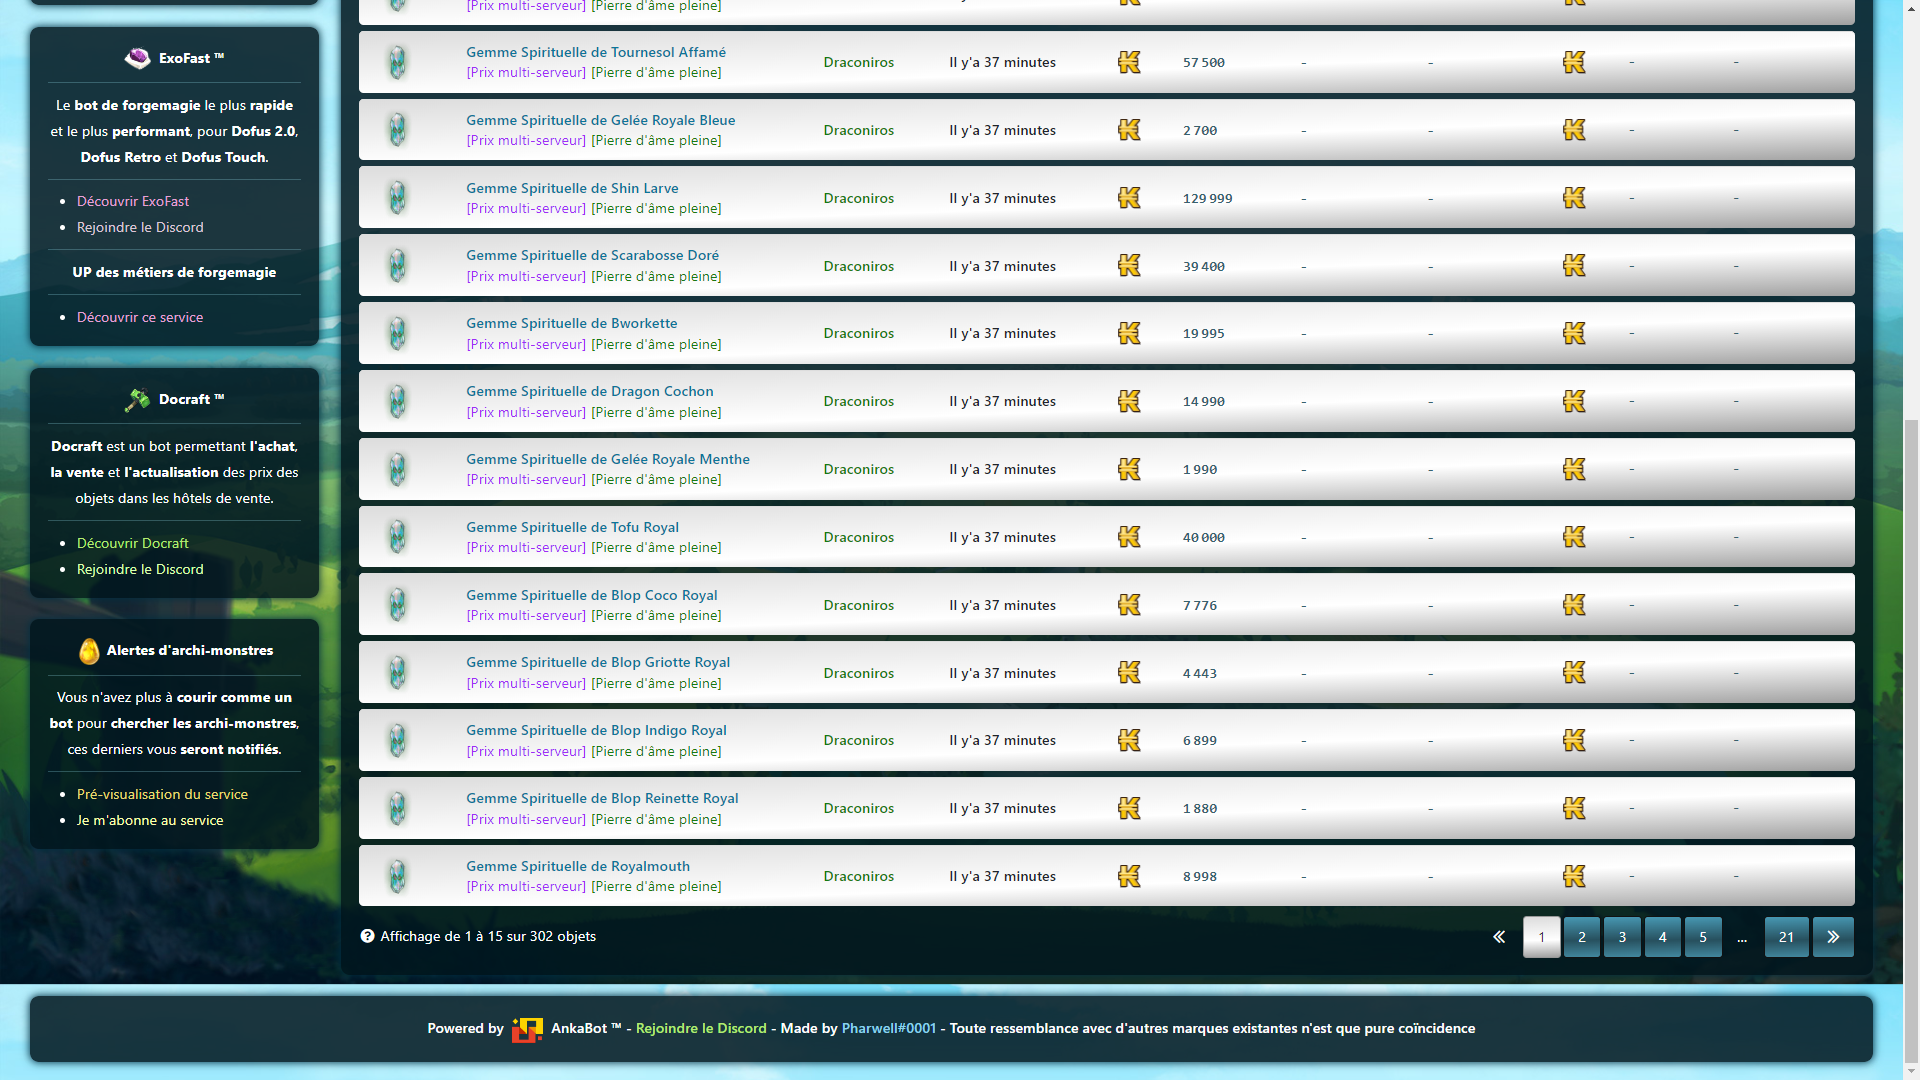 [Prix multi-serveur] [Pierre d'âme pleine]
ExoFast ™
Le bot de forgemagie le plus rapide
et le plus performant, pour Dofus 2.0,
Dofus Retro et Dofus Touch.
Découvrir ExoFast
Rejoindre le Discord
UP des métiers de forgemagie
Découvrir ce service
Docraft ™
Docraft est un bot permettant l'achat,
la vente et l'actualisation des prix des
objets dans les hôtels de vente.
Découvrir Docraft
Rejoindre le Discord
Alertes d'archi-monstres
Vous n'avez plus à courir comme un
bot pour chercher les archi-monstres,
ces derniers vous seront notifiés.
Pré-visualisation du service
Je m'abonne au service
Gemme Spirituelle de Tournesol Affamé
[Prix multi-serveur] [Pierre d'âme pleine]
Draconiros Il y'a 37 minutes 57 500 - - - -
Gemme Spirituelle de Gelée Royale Bleue
[Prix multi-serveur] [Pierre d'âme pleine]
Draconiros Il y'a 37 minutes 2 700 - - - -
Gemme Spirituelle de Shin Larve
[Prix multi-serveur] [Pierre d'âme pleine]
Draconiros Il y'a 37 minutes 129 999 - - - -
Gemme Spirituelle de Scarabosse Doré
[Prix multi-serveur] [Pierre d'âme pleine]
Draconiros Il y'a 37 minutes 39 400 - - - -
Gemme Spirituelle de Bworkette
[Prix multi-serveur] [Pierre d'âme pleine]
Draconiros Il y'a 37 minutes 19 995 - - - -
Gemme Spirituelle de Dragon Cochon
[Prix multi-serveur] [Pierre d'âme pleine]
Draconiros Il y'a 37 minutes 14 990 - - - -
Gemme Spirituelle de Gelée Royale Menthe
[Prix multi-serveur] [Pierre d'âme pleine]
Draconiros Il y'a 37 minutes 1 990 - - - -
Gemme Spirituelle de Tofu Royal
[Prix multi-serveur] [Pierre d'âme pleine]
Draconiros Il y'a 37 minutes 40 000 - - - -
Gemme Spirituelle de Blop Coco Royal
[Prix multi-serveur] [Pierre d'âme pleine]
Draconiros Il y'a 37 minutes 7 776 - - - -
Gemme Spirituelle de Blop Griotte Royal
[Prix multi-serveur] [Pierre d'âme pleine]
Draconiros Il y'a 37 minutes 4 443 - - - -
Gemme Spirituelle de Blop Indigo Royal
[Prix multi-serveur] [Pierre d'âme pleine]
Draconiros Il y'a 37 minutes 6 899 - - - -
Gemme Spirituelle de Blop Reinette Royal
[Prix multi-serveur] [Pierre d'âme pleine]
Draconiros Il y'a 37 minutes 1 880 - - - -
Gemme Spirituelle de Royalmouth
[Prix multi-serveur] [Pierre d'âme pleine]
Draconiros Il y'a 37 minutes 8 998 - - - -
Affichage de 1 à 15 sur 302 objets
« 1 2 3 4 5 ... 21 »
Powered by AnkaBot ™ - Rejoindre le Discord - Made by Pharwell#0001 - Toute ressemblance avec d'autres marques existantes n'est que pure coïncidence